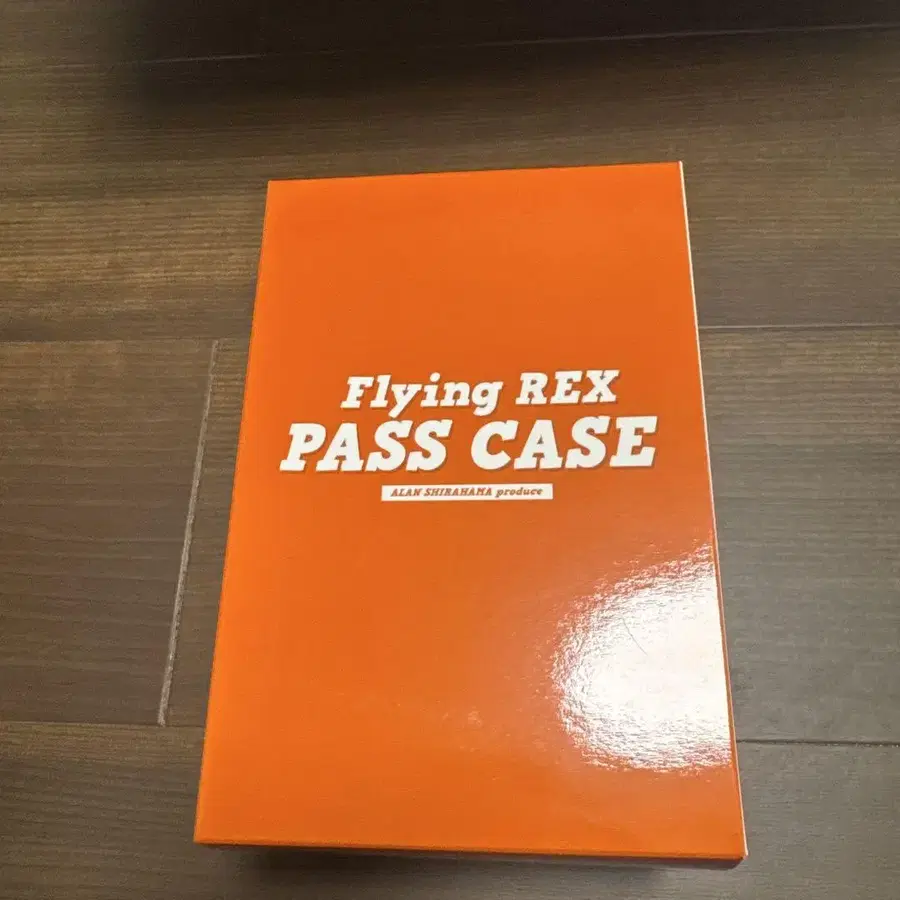 Flying REX
PASS CASE
ALAN SHIRAHAMA produce